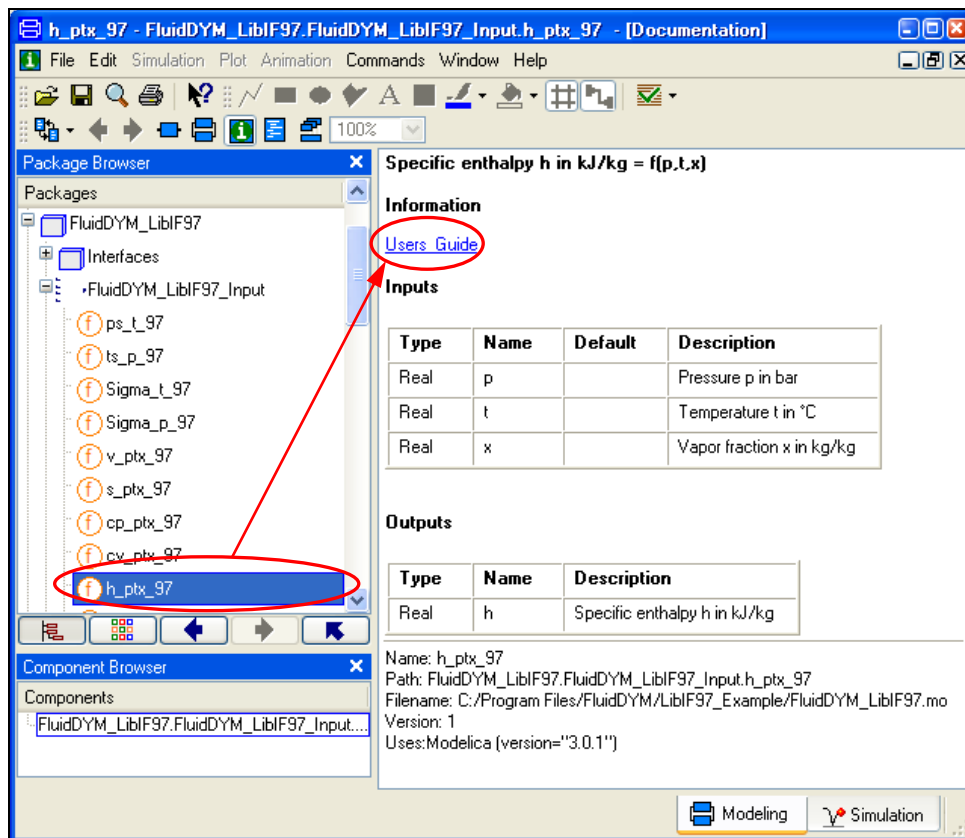 h_ptx_97 - FluidDYM_LibIF97.FluidDYM_LibIF97_Input.h_ptx_97 - [Documentation]
File Edit Simulation Plot Animation Commands Window Help
A
100%
Package Browser
Packages
FluidDYM_LibIF97
Interfaces
FluidDYM_LibIF97_Input
f ps_t_97
f ts_p_97
f Sigma_t_97
f Sigma_p_97
f v_ptx_97
f s_ptx_97
f cp_ptx_97
f cv_ptx_97
f h_ptx_97
Component Browser
Components
FluidDYM_LibIF97.FluidDYM_LibIF97_Input....
Specific enthalpy h in kJ/kg = f(p,t,x)
Information
Users Guide
Inputs
Type Name Default Description
Real p Pressure p in bar
Real t Temperature t in °C
Real x Vapor fraction x in kg/kg
Outputs
Type Name Description
Real h Specific enthalpy h in kJ/kg
Name: h_ptx_97
Path: FluidDYM_LibIF97.FluidDYM_LibIF97_Input.h_ptx_97
Filename: C:/Program Files/FluidDYM/LibIF97_Example/FluidDYM_LibIF97.mo
Version: 1
Uses:Modelica (version="3.0.1")
Modeling Simulation